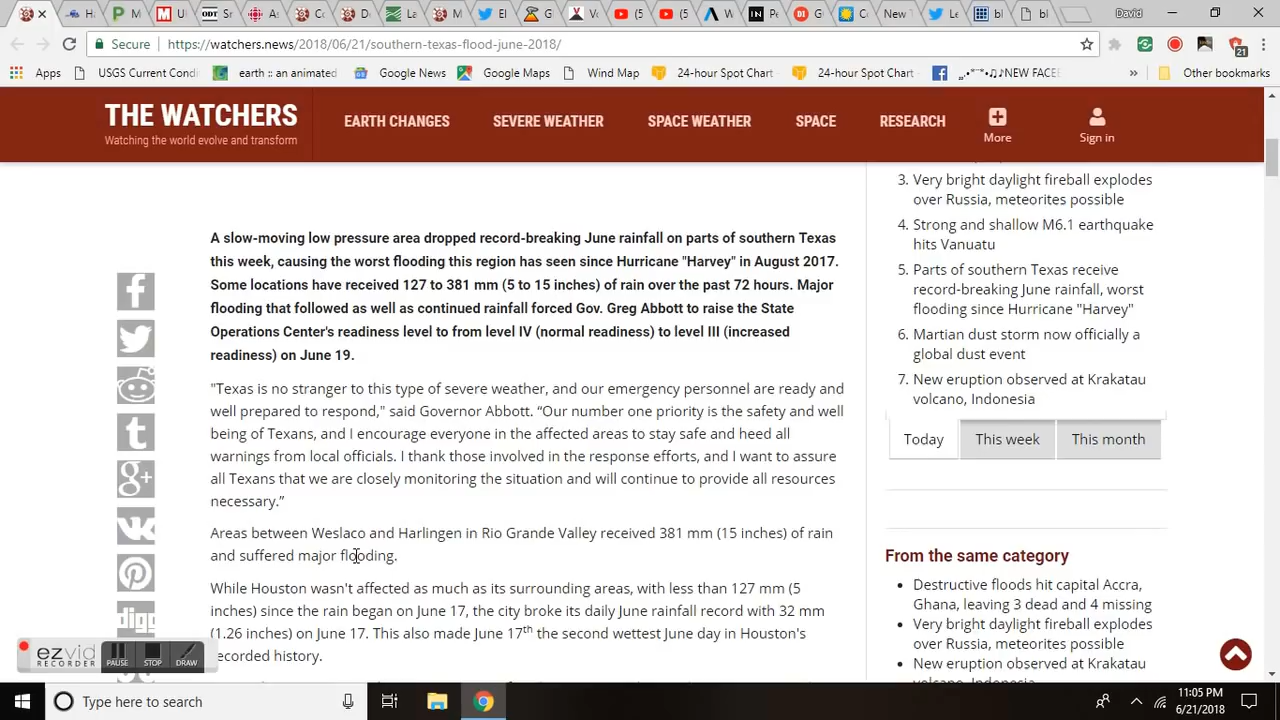 David
Secure
https://watchers.news/2018/06/21/southern-texas-flood-june-2018/
21
Apps
USGS Current Cond
earth :: an animated
Google News
Google Maps
Wind Map
24-hour Spot Chart
24-hour Spot Chart
Other bookmarks
THE WATCHERS
Watching the world evolve and transform
EARTH CHANGES
SEVERE WEATHER
SPACE WEATHER
SPACE
RESEARCH
More
Sign in
A slow-moving low pressure area dropped record-breaking June rainfall on parts of southern Texas
this week, causing the worst flooding this region has seen since Hurricane "Harvey" in August 2017.
Some locations have received 127 to 381 mm (5 to 15 inches) of rain over the past 72 hours. Major
flooding that followed as well as continued rainfall forced Gov. Greg Abbott to raise the State
Operations Center's readiness level to from level IV (normal readiness) to level III (increased
readiness) on June 19.
"Texas is no stranger to this type of severe weather, and our emergency personnel are ready and
well prepared to respond," said Governor Abbott. “Our number one priority is the safety and well
being of Texans, and I encourage everyone in the affected areas to stay safe and heed all
warnings from local officials. I thank those involved in the response efforts, and I want to assure
all Texans that we are closely monitoring the situation and will continue to provide all resources
necessary.”
Areas between Weslaco and Harlingen in Rio Grande Valley received 381 mm (15 inches) of rain
and suffered major flooding.
While Houston wasn't affected as much as its surrounding areas, with less than 127 mm (5
inches) since the rain began on June 17, the city broke its daily June rainfall record with 32 mm
(1.26 inches) on June 17. This also made June 17th the second wettest June day in Houston's
recorded history.
3. Very bright daylight fireball explodes
over Russia, meteorites possible
4. Strong and shallow M6.1 earthquake
hits Vanuatu
5. Parts of southern Texas receive
record-breaking June rainfall, worst
flooding since Hurricane "Harvey"
6. Martian dust storm now officially a
global dust event
7. New eruption observed at Krakatau
volcano, Indonesia
Today
This week
This month
From the same category
Destructive floods hit capital Accra,
Ghana, leaving 3 dead and 4 missing
Very bright daylight fireball explodes
over Russia, meteorites possible
New eruption observed at Krakatau
volcano, Indonesia
digg
ezvid
RECORDER
PAUSE
STOP
DRAW
Type here to search
11:05 PM
6/21/2018